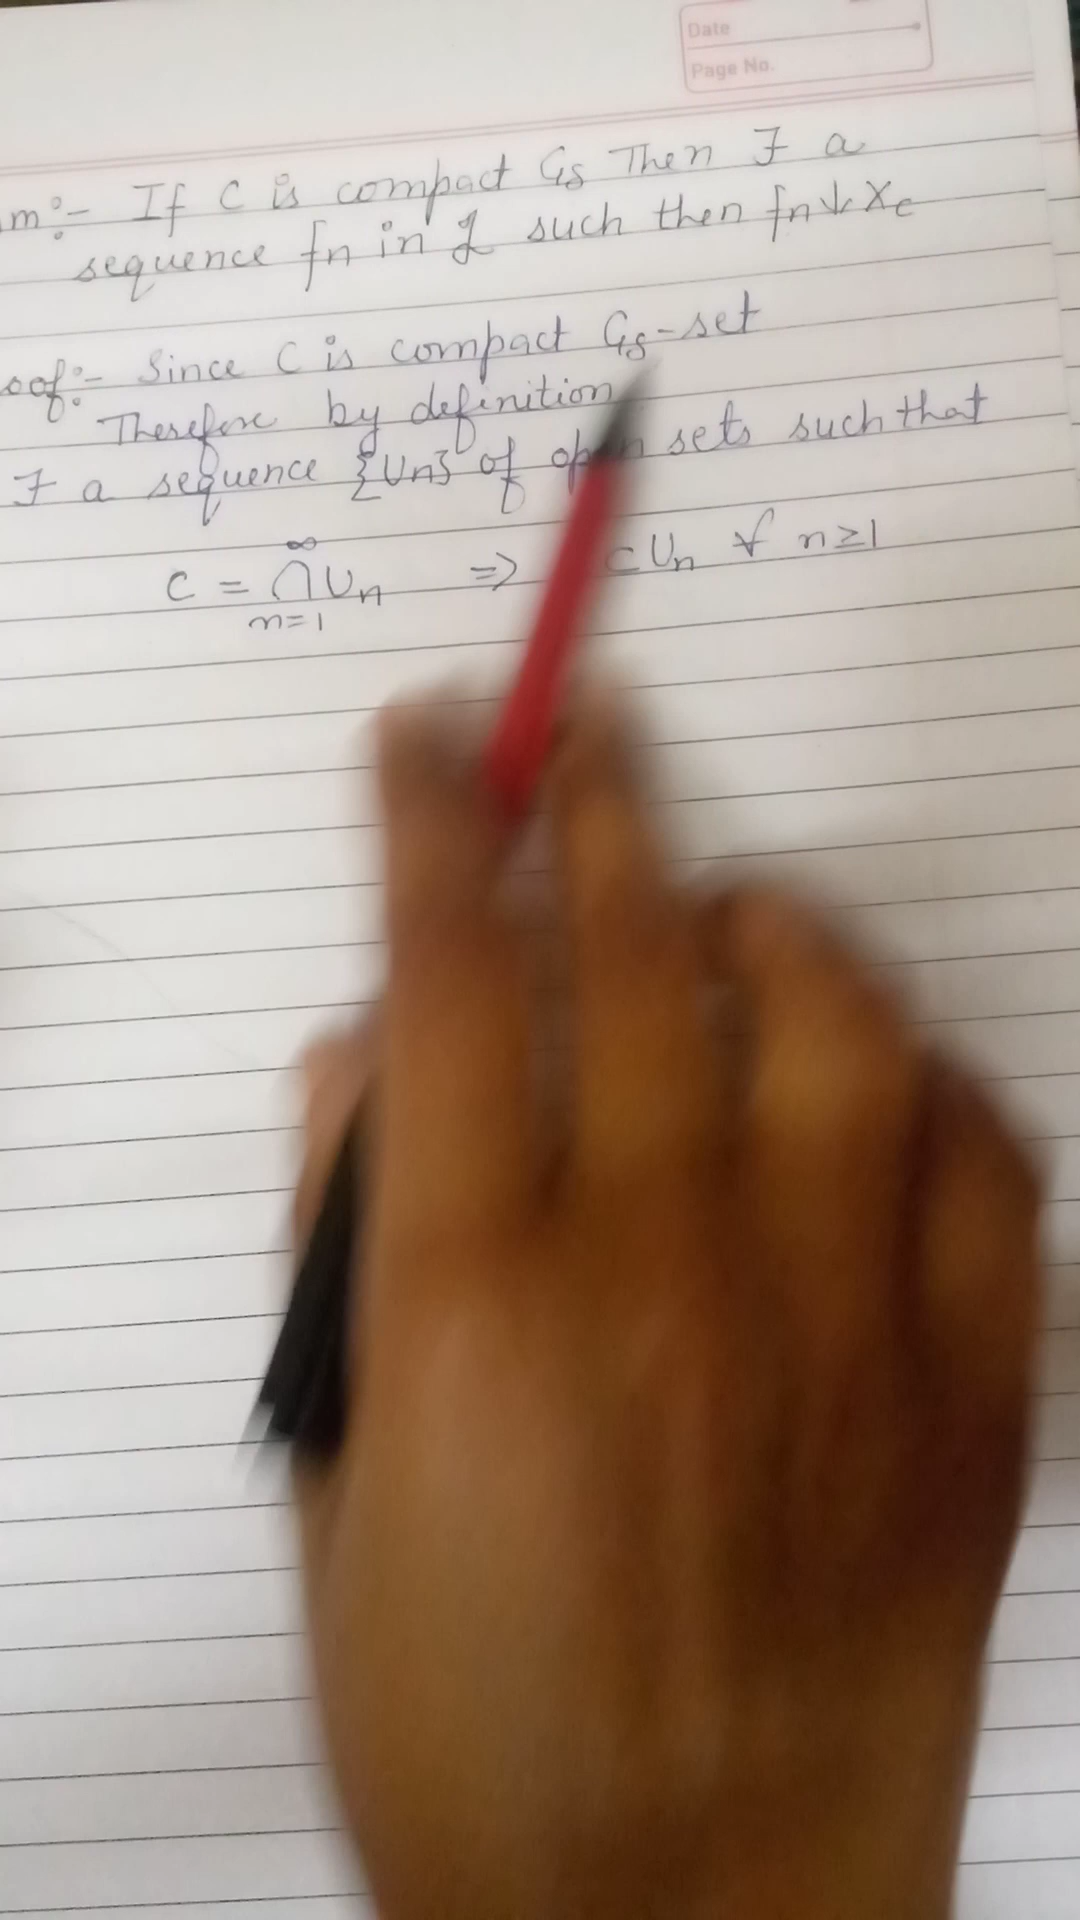 Date
Page No.
m:- If C is compact Gδ Then ∃ a
sequence fn in ℒ such then fn↓χc
oof:- Since C is compact Gδ-set
Therefore by definition
∃ a sequence {Un} of open sets such that
C = ∞∩n=1 Un ⇒ ⊂ Un ∀ n≥1